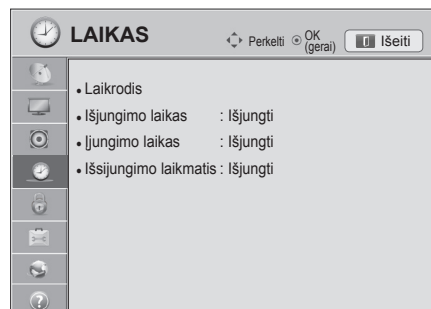 LAIKAS
Perkelti
OK
(gerai)
Išeiti
Laikrodis
Išjungimo laikas : Išjungti
Įjungimo laikas : Išjungti
Išsijungimo laikmatis : Išjungti
?